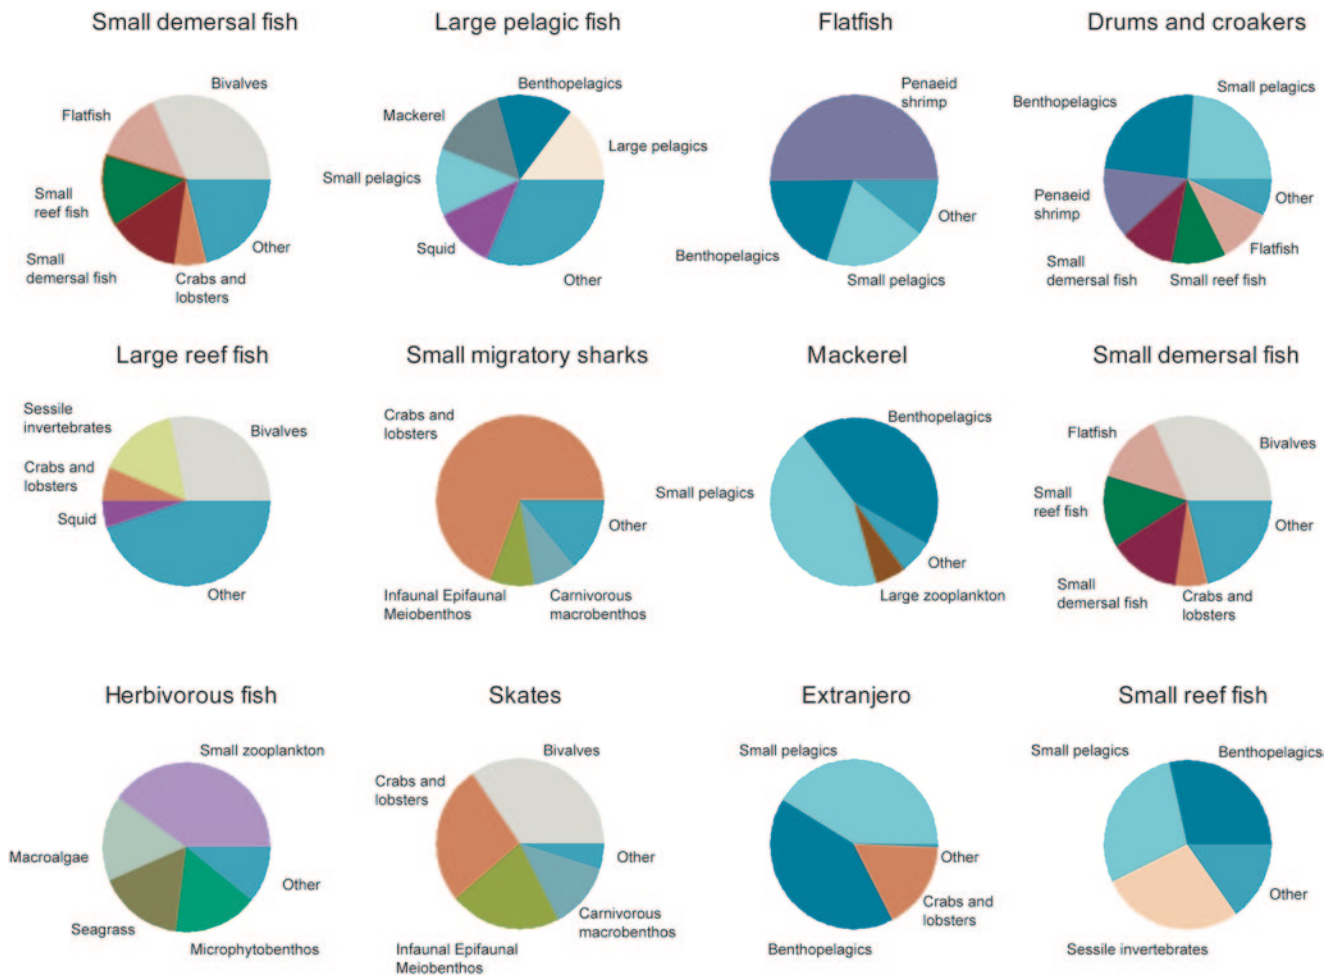 Small demersal fish
Bivalves
Flatfish
Small
reef fish
Small
demersal fish
Crabs and
lobsters
Other
Large pelagic fish
Benthopelagics
Mackerel
Large pelagics
Small pelagics
Squid
Other
Flatfish
Penaeid
shrimp
Other
Benthopelagics
Small pelagics
Drums and croakers
Small pelagics
Benthopelagics
Penaeid
shrimp
Other
Small
demersal fish
Small reef fish
Flatfish
Large reef fish
Sessile
invertebrates
Bivalves
Crabs and
lobsters
Squid
Other
Small migratory sharks
Crabs and
lobsters
Other
Infaunal Epifaunal
Meiobenthos
Carnivorous
macrobenthos
Mackerel
Benthopelagics
Small pelagics
Other
Large zooplankton
Small demersal fish
Flatfish
Bivalves
Small
reef fish
Other
Small
demersal fish
Crabs and
lobsters
Herbivorous fish
Small zooplankton
Macroalgae
Other
Seagrass
Microphytobenthos
Skates
Bivalves
Crabs and
lobsters
Other
Carnivorous
macrobenthos
Infaunal Epifaunal
Meiobenthos
Extranjero
Small pelagics
Other
Crabs and
lobsters
Benthopelagics
Small reef fish
Small pelagics
Benthopelagics
Other
Sessile invertebrates